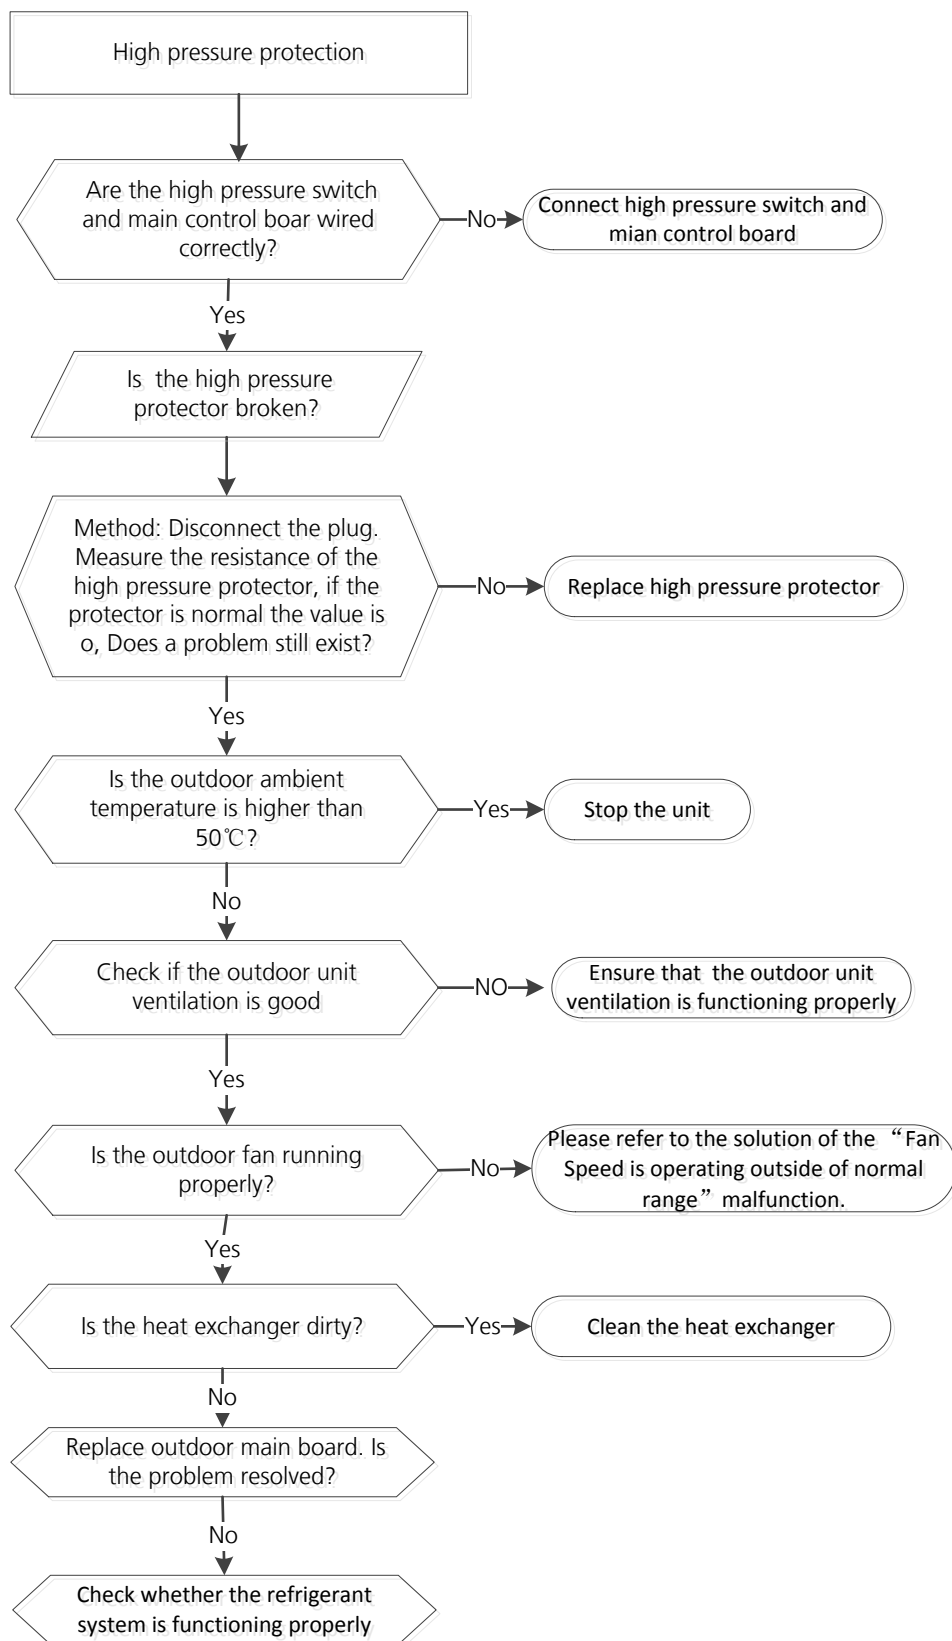 High pressure protection
Are the high pressure switch
and main control boar wired
correctly?
No
Connect high pressure switch and
mian control board
Yes
Is the high pressure
protector broken?
Method: Disconnect the plug.
Measure the resistance of the
high pressure protector, if the
protector is normal the value is
o, Does a problem still exist?
No
Replace high pressure protector
Yes
Is the outdoor ambient
temperature is higher than
50℃?
Yes
Stop the unit
No
Check if the outdoor unit
ventilation is good
NO
Ensure that the outdoor unit
ventilation is functioning properly
Yes
Is the outdoor fan running
properly?
No
Please refer to the solution of the “Fan
Speed is operating outside of normal
range” malfunction.
Yes
Is the heat exchanger dirty?
Yes
Clean the heat exchanger
No
Replace outdoor main board. Is
the problem resolved?
No
Check whether the refrigerant
system is functioning properly